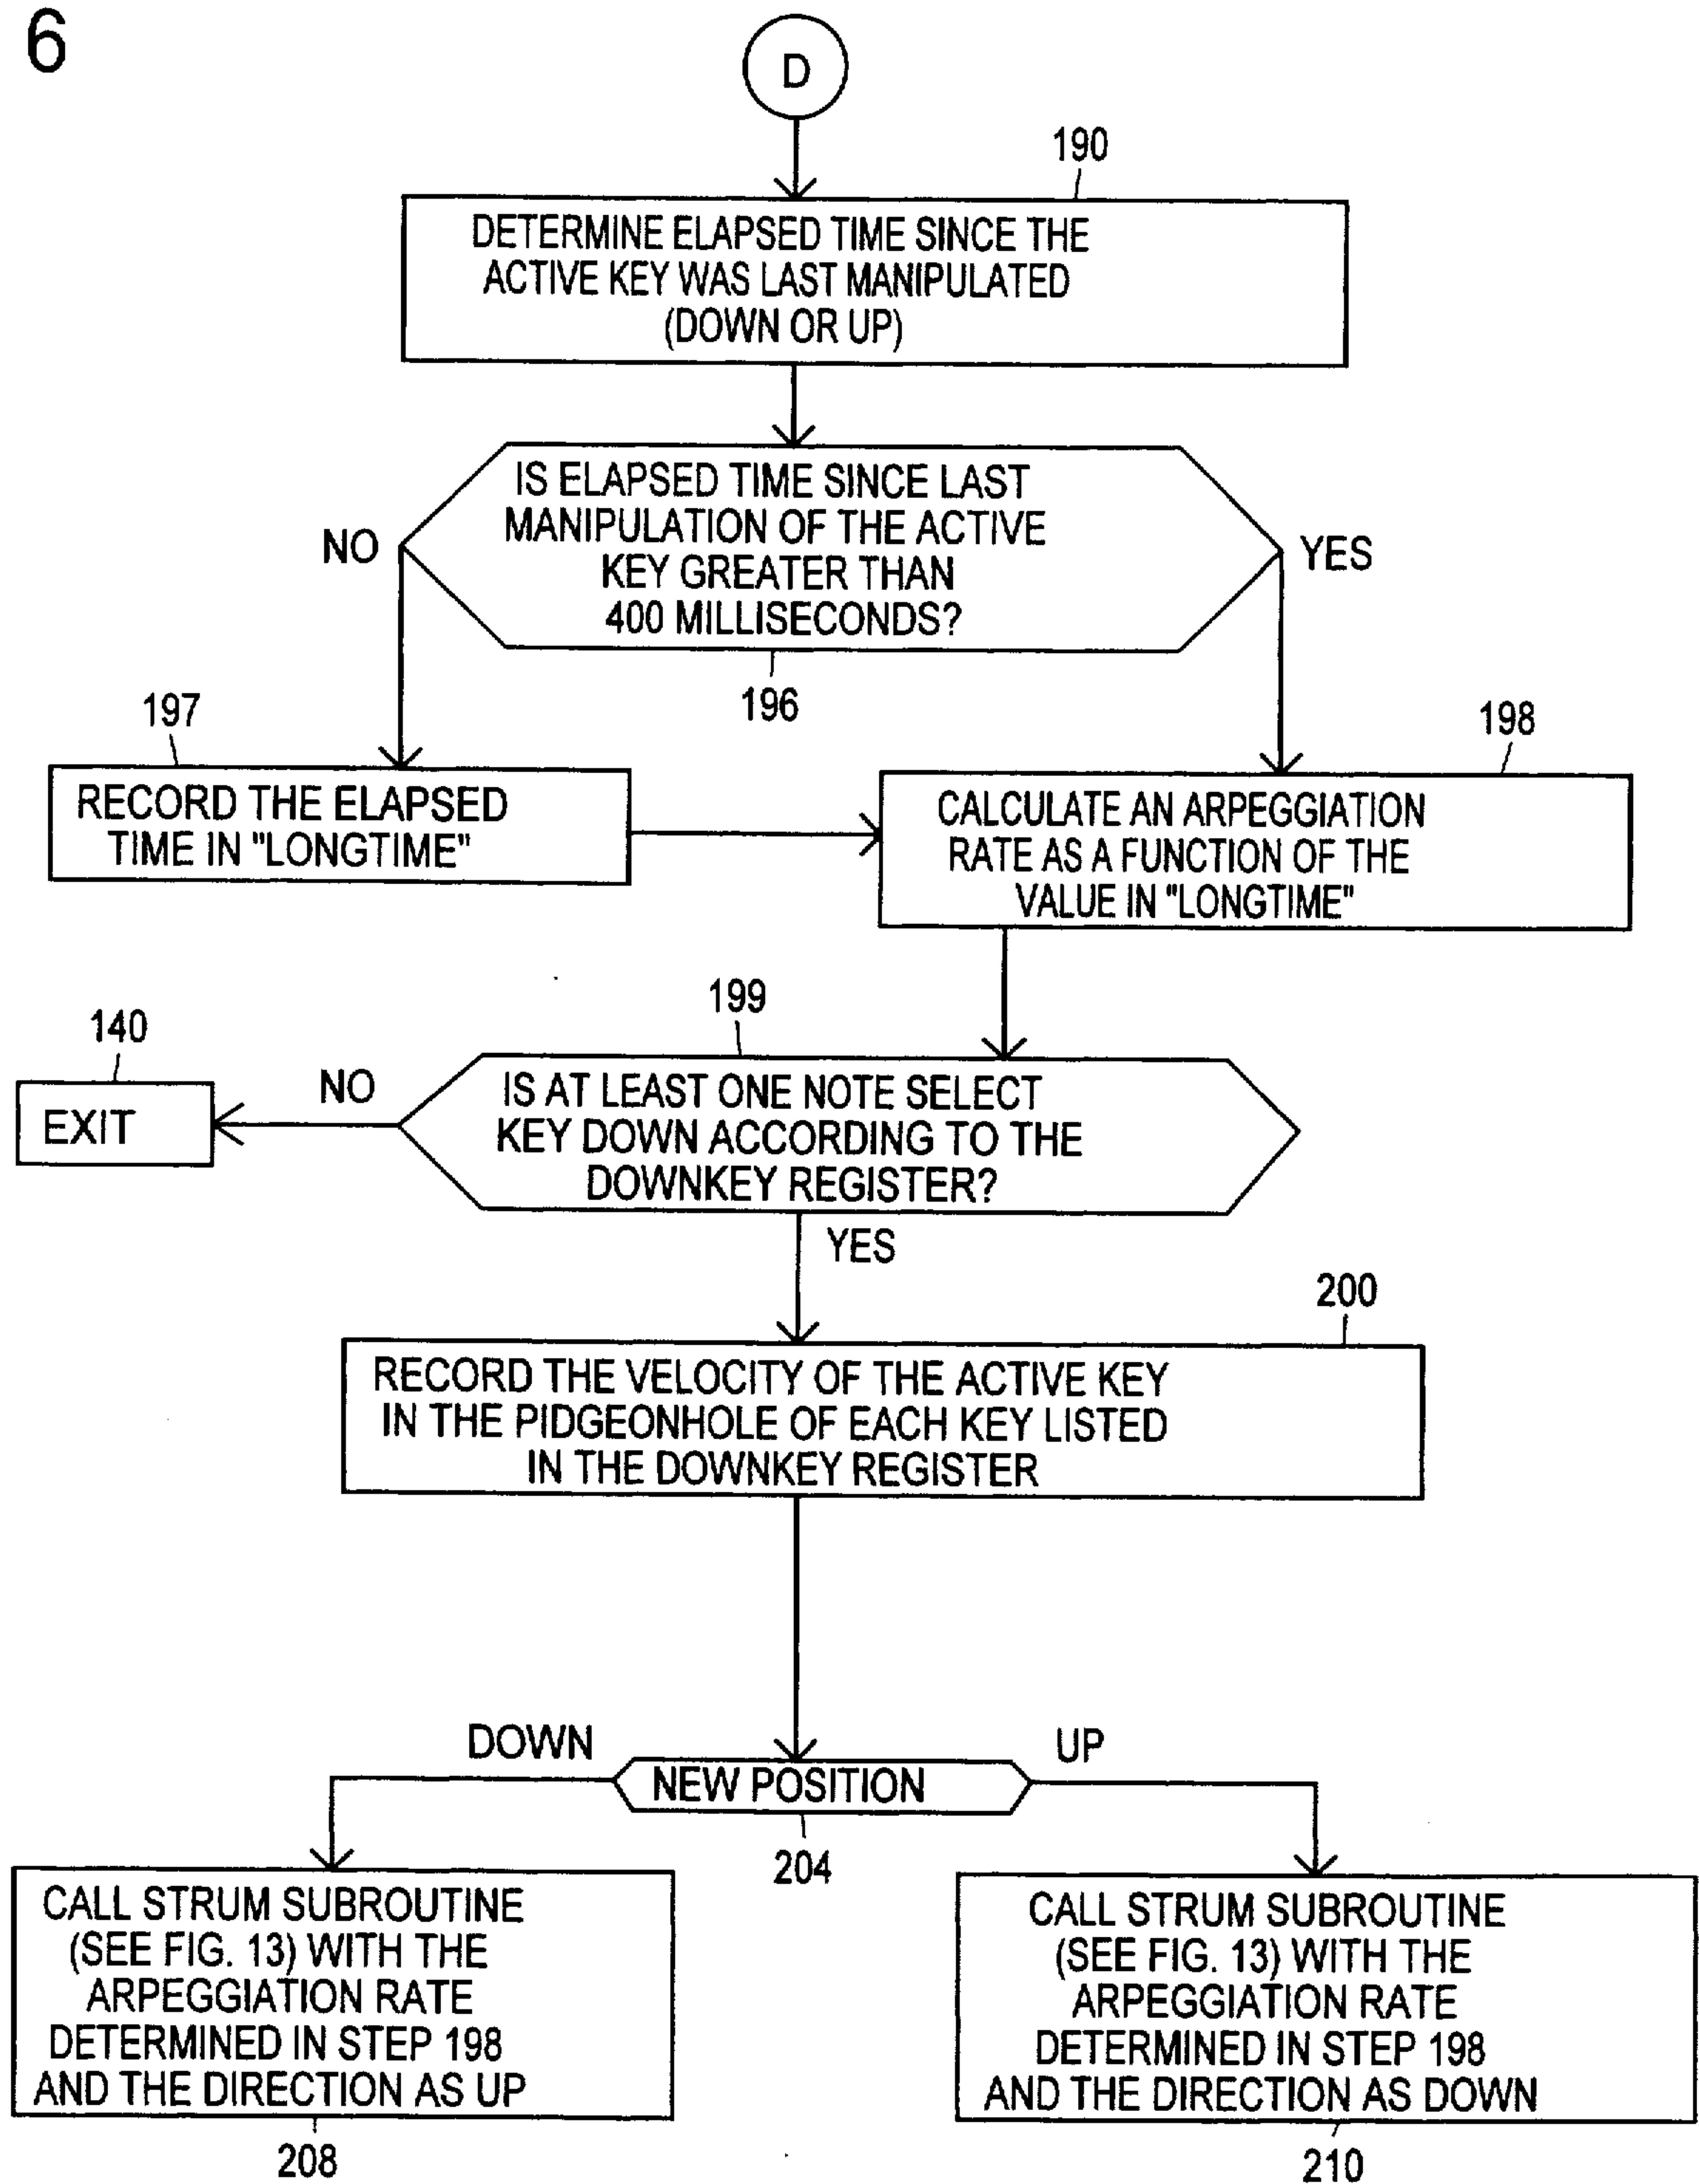 6
D
190
DETERMINE ELAPSED TIME SINCE THE
ACTIVE KEY WAS LAST MANIPULATED
(DOWN OR UP)
IS ELAPSED TIME SINCE LAST
MANIPULATION OF THE ACTIVE
KEY GREATER THAN
400 MILLISECONDS?
NO
YES
196
197
RECORD THE ELAPSED
TIME IN "LONGTIME"
198
CALCULATE AN ARPEGGIATION
RATE AS A FUNCTION OF THE
VALUE IN "LONGTIME"
199
IS AT LEAST ONE NOTE SELECT
KEY DOWN ACCORDING TO THE
DOWNKEY REGISTER?
NO
140
EXIT
YES
200
RECORD THE VELOCITY OF THE ACTIVE KEY
IN THE PIDGEONHOLE OF EACH KEY LISTED
IN THE DOWNKEY REGISTER
DOWN
NEW POSITION
UP
204
CALL STRUM SUBROUTINE
(SEE FIG. 13) WITH THE
ARPEGGIATION RATE
DETERMINED IN STEP 198
AND THE DIRECTION AS UP
208
CALL STRUM SUBROUTINE
(SEE FIG. 13) WITH THE
ARPEGGIATION RATE
DETERMINED IN STEP 198
AND THE DIRECTION AS DOWN
210